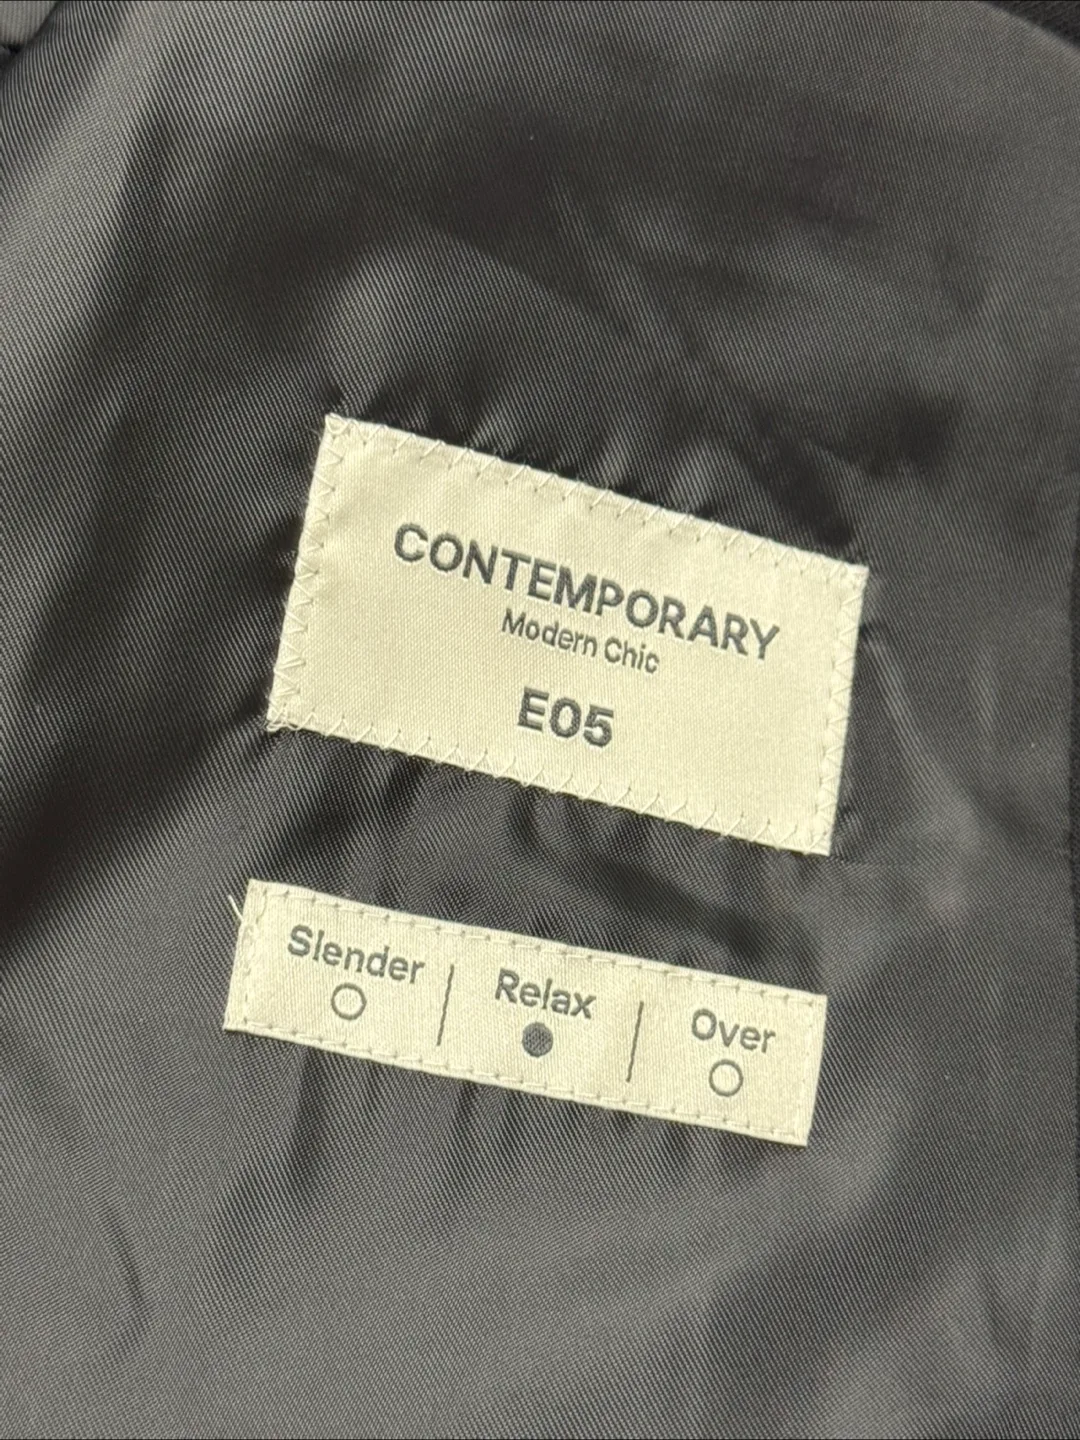 CONTEMPORARY
Modern Chic
E05
Slender | Relax | Over